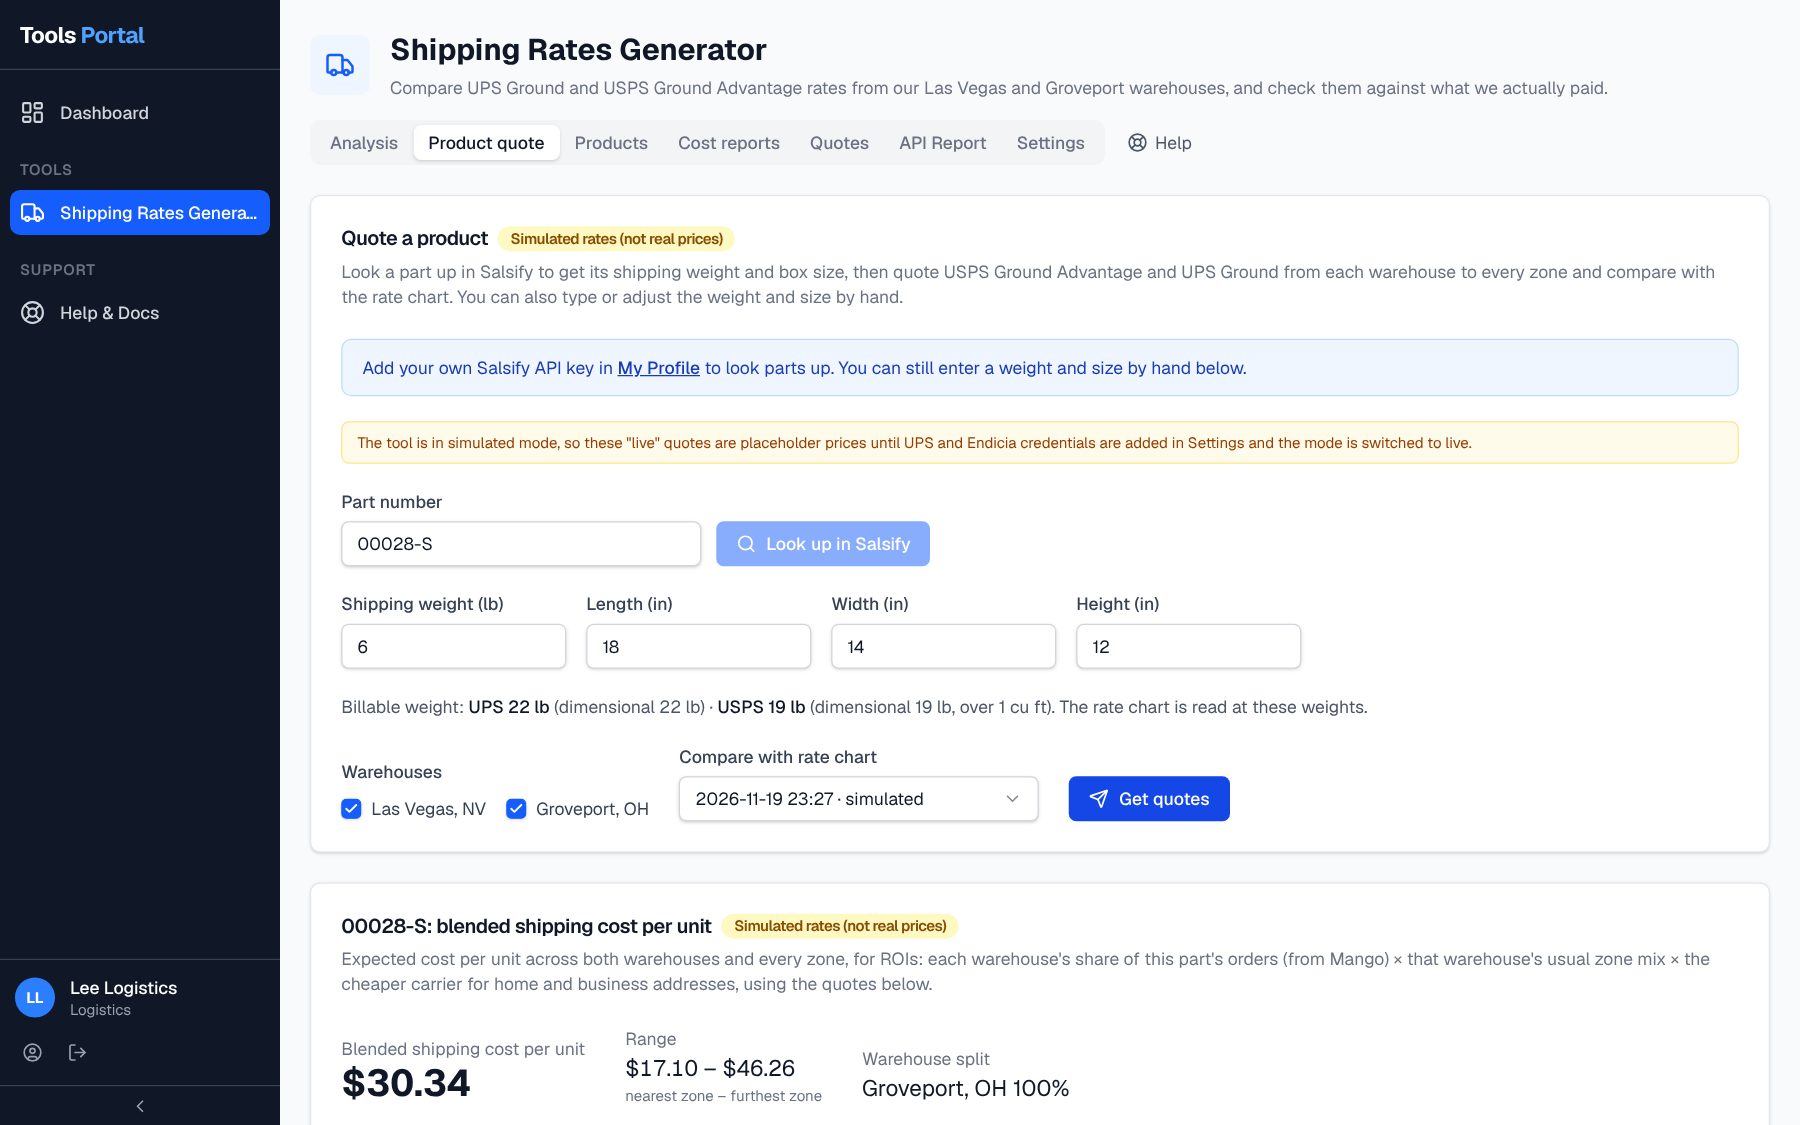 Tools Portal
Dashboard
TOOLS
Shipping Rates Genera...
SUPPORT
Help & Docs
LL
Lee Logistics
Logistics
Shipping Rates Generator
Compare UPS Ground and USPS Ground Advantage rates from our Las Vegas and Groveport warehouses, and check them against what we actually paid.
Analysis Product quote Products Cost reports Quotes API Report Settings Help
Quote a product Simulated rates (not real prices)
Look a part up in Salsify to get its shipping weight and box size, then quote USPS Ground Advantage and UPS Ground from each warehouse to every zone and compare with
the rate chart. You can also type or adjust the weight and size by hand.
Add your own Salsify API key in My Profile to look parts up. You can still enter a weight and size by hand below.
The tool is in simulated mode, so these "live" quotes are placeholder prices until UPS and Endicia credentials are added in Settings and the mode is switched to live.
Part number
00028-S Look up in Salsify
Shipping weight (lb) Length (in) Width (in) Height (in)
6 18 14 12
Billable weight: UPS 22 lb (dimensional 22 lb) · USPS 19 lb (dimensional 19 lb, over 1 cu ft). The rate chart is read at these weights.
Warehouses
Las Vegas, NV Groveport, OH
Compare with rate chart
2026-11-19 23:27 · simulated
Get quotes
00028-S: blended shipping cost per unit Simulated rates (not real prices)
Expected cost per unit across both warehouses and every zone, for ROIs: each warehouse's share of this part's orders (from Mango) × that warehouse's usual zone mix × the
cheaper carrier for home and business addresses, using the quotes below.
Blended shipping cost per unit
$30.34
Range
$17.10 – $46.26
nearest zone – furthest zone
Warehouse split
Groveport, OH 100%